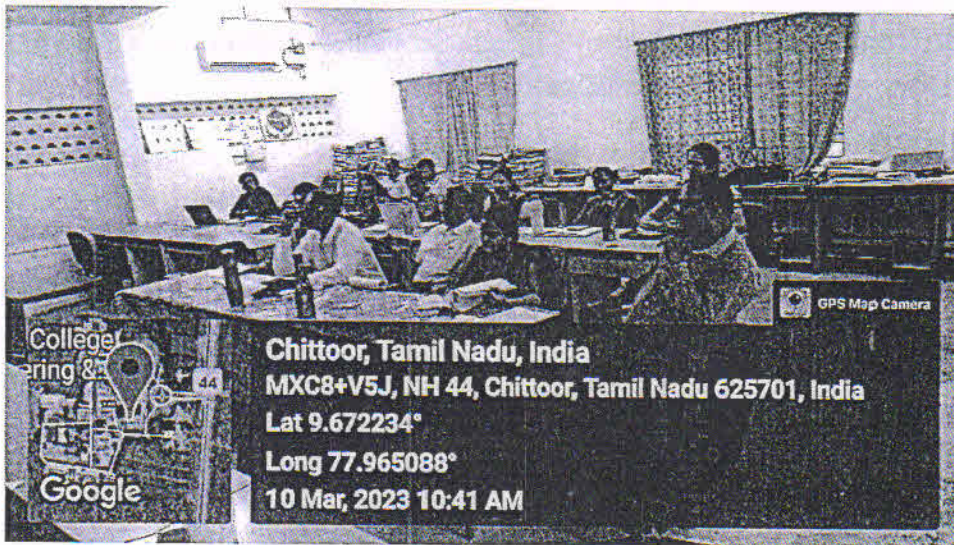 GPS Map Camera
College
ering &
44
Google
Chittoor, Tamil Nadu, India
MXC8+V5J, NH 44, Chittoor, Tamil Nadu 625701, India
Lat 9.672234°
Long 77.965088°
10 Mar, 2023 10:41 AM